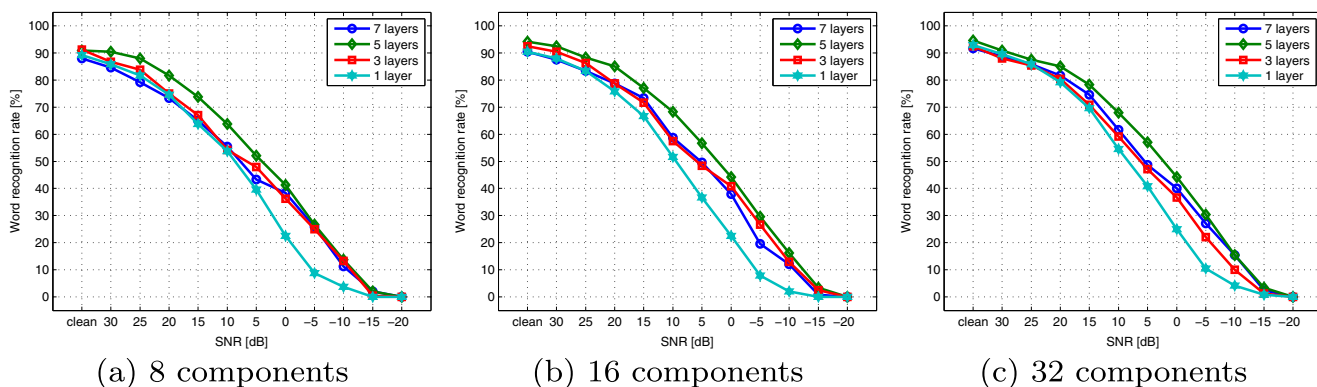 100
90
80
70
60
50
40
30
20
10
0
Word recognition rate [%]
7 layers
5 layers
3 layers
1 layer
clean 30 25 20 15 10 5 0 −5 −10 −15 −20
SNR [dB]
(a) 8 components
100
90
80
70
60
50
40
30
20
10
0
Word recognition rate [%]
7 layers
5 layers
3 layers
1 layer
clean 30 25 20 15 10 5 0 −5 −10 −15 −20
SNR [dB]
(b) 16 components
100
90
80
70
60
50
40
30
20
10
0
Word recognition rate [%]
7 layers
5 layers
3 layers
1 layer
clean 30 25 20 15 10 5 0 −5 −10 −15 −20
SNR [dB]
(c) 32 components